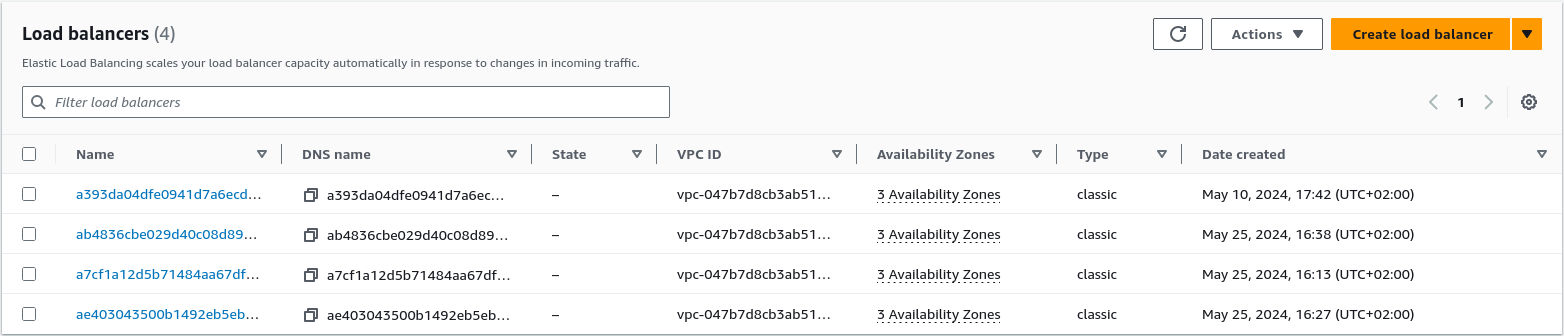 Load balancers (4)
Actions
Create load balancer
Elastic Load Balancing scales your load balancer capacity automatically in response to changes in incoming traffic.
Filter load balancers
1
Name DNS name State VPC ID Availability Zones Type Date created
a393da04dfe0941d7a6ecd... a393da04dfe0941d7a6ec... – vpc-047b7d8cb3ab51... 3 Availability Zones classic May 10, 2024, 17:42 (UTC+02:00)
ab4836cbe029d40c08d89... ab4836cbe029d40c08d89... – vpc-047b7d8cb3ab51... 3 Availability Zones classic May 25, 2024, 16:38 (UTC+02:00)
a7cf1a12d5b71484aa67df... a7cf1a12d5b71484aa67df... – vpc-047b7d8cb3ab51... 3 Availability Zones classic May 25, 2024, 16:13 (UTC+02:00)
ae403043500b1492eb5eb... ae403043500b1492eb5eb... – vpc-047b7d8cb3ab51... 3 Availability Zones classic May 25, 2024, 16:27 (UTC+02:00)